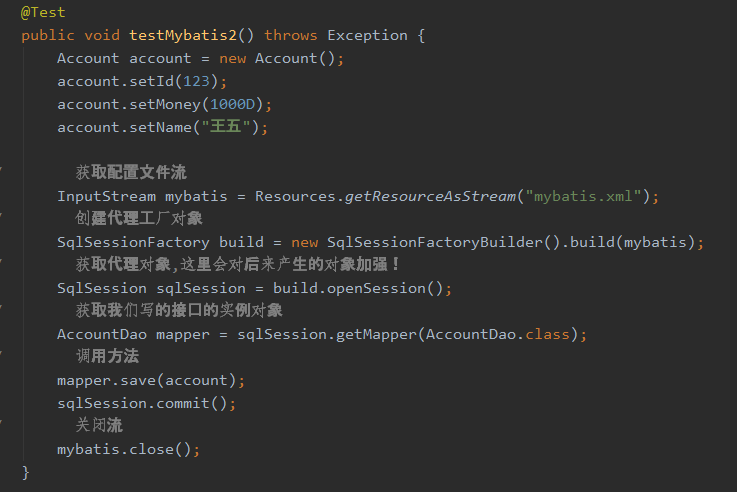 @Test
public void testMybatis2() throws Exception {
Account account = new Account();
account.setId(123);
account.setMoney(1000D);
account.setName("王五");
获取配置文件流
InputStream mybatis = Resources.getResourceAsStream("mybatis.xml");
创建代理工厂对象
SqlSessionFactory build = new SqlSessionFactoryBuilder().build(mybatis);
获取代理对象,这里会对后来产生的对象加强！
SqlSession sqlSession = build.openSession();
获取我们写的接口的实例对象
AccountDao mapper = sqlSession.getMapper(AccountDao.class);
调用方法
mapper.save(account);
sqlSession.commit();
关闭流
mybatis.close();
}